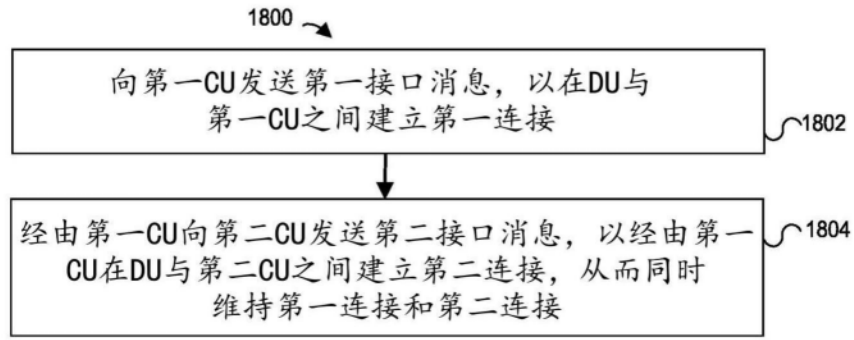 1800
向第一CU发送第一接口消息，以在DU与
第一CU之间建立第一连接
1802
经由第一CU向第二CU发送第二接口消息，以经由第一
CU在DU与第二CU之间建立第二连接，从而同时
维持第一连接和第二连接
1804